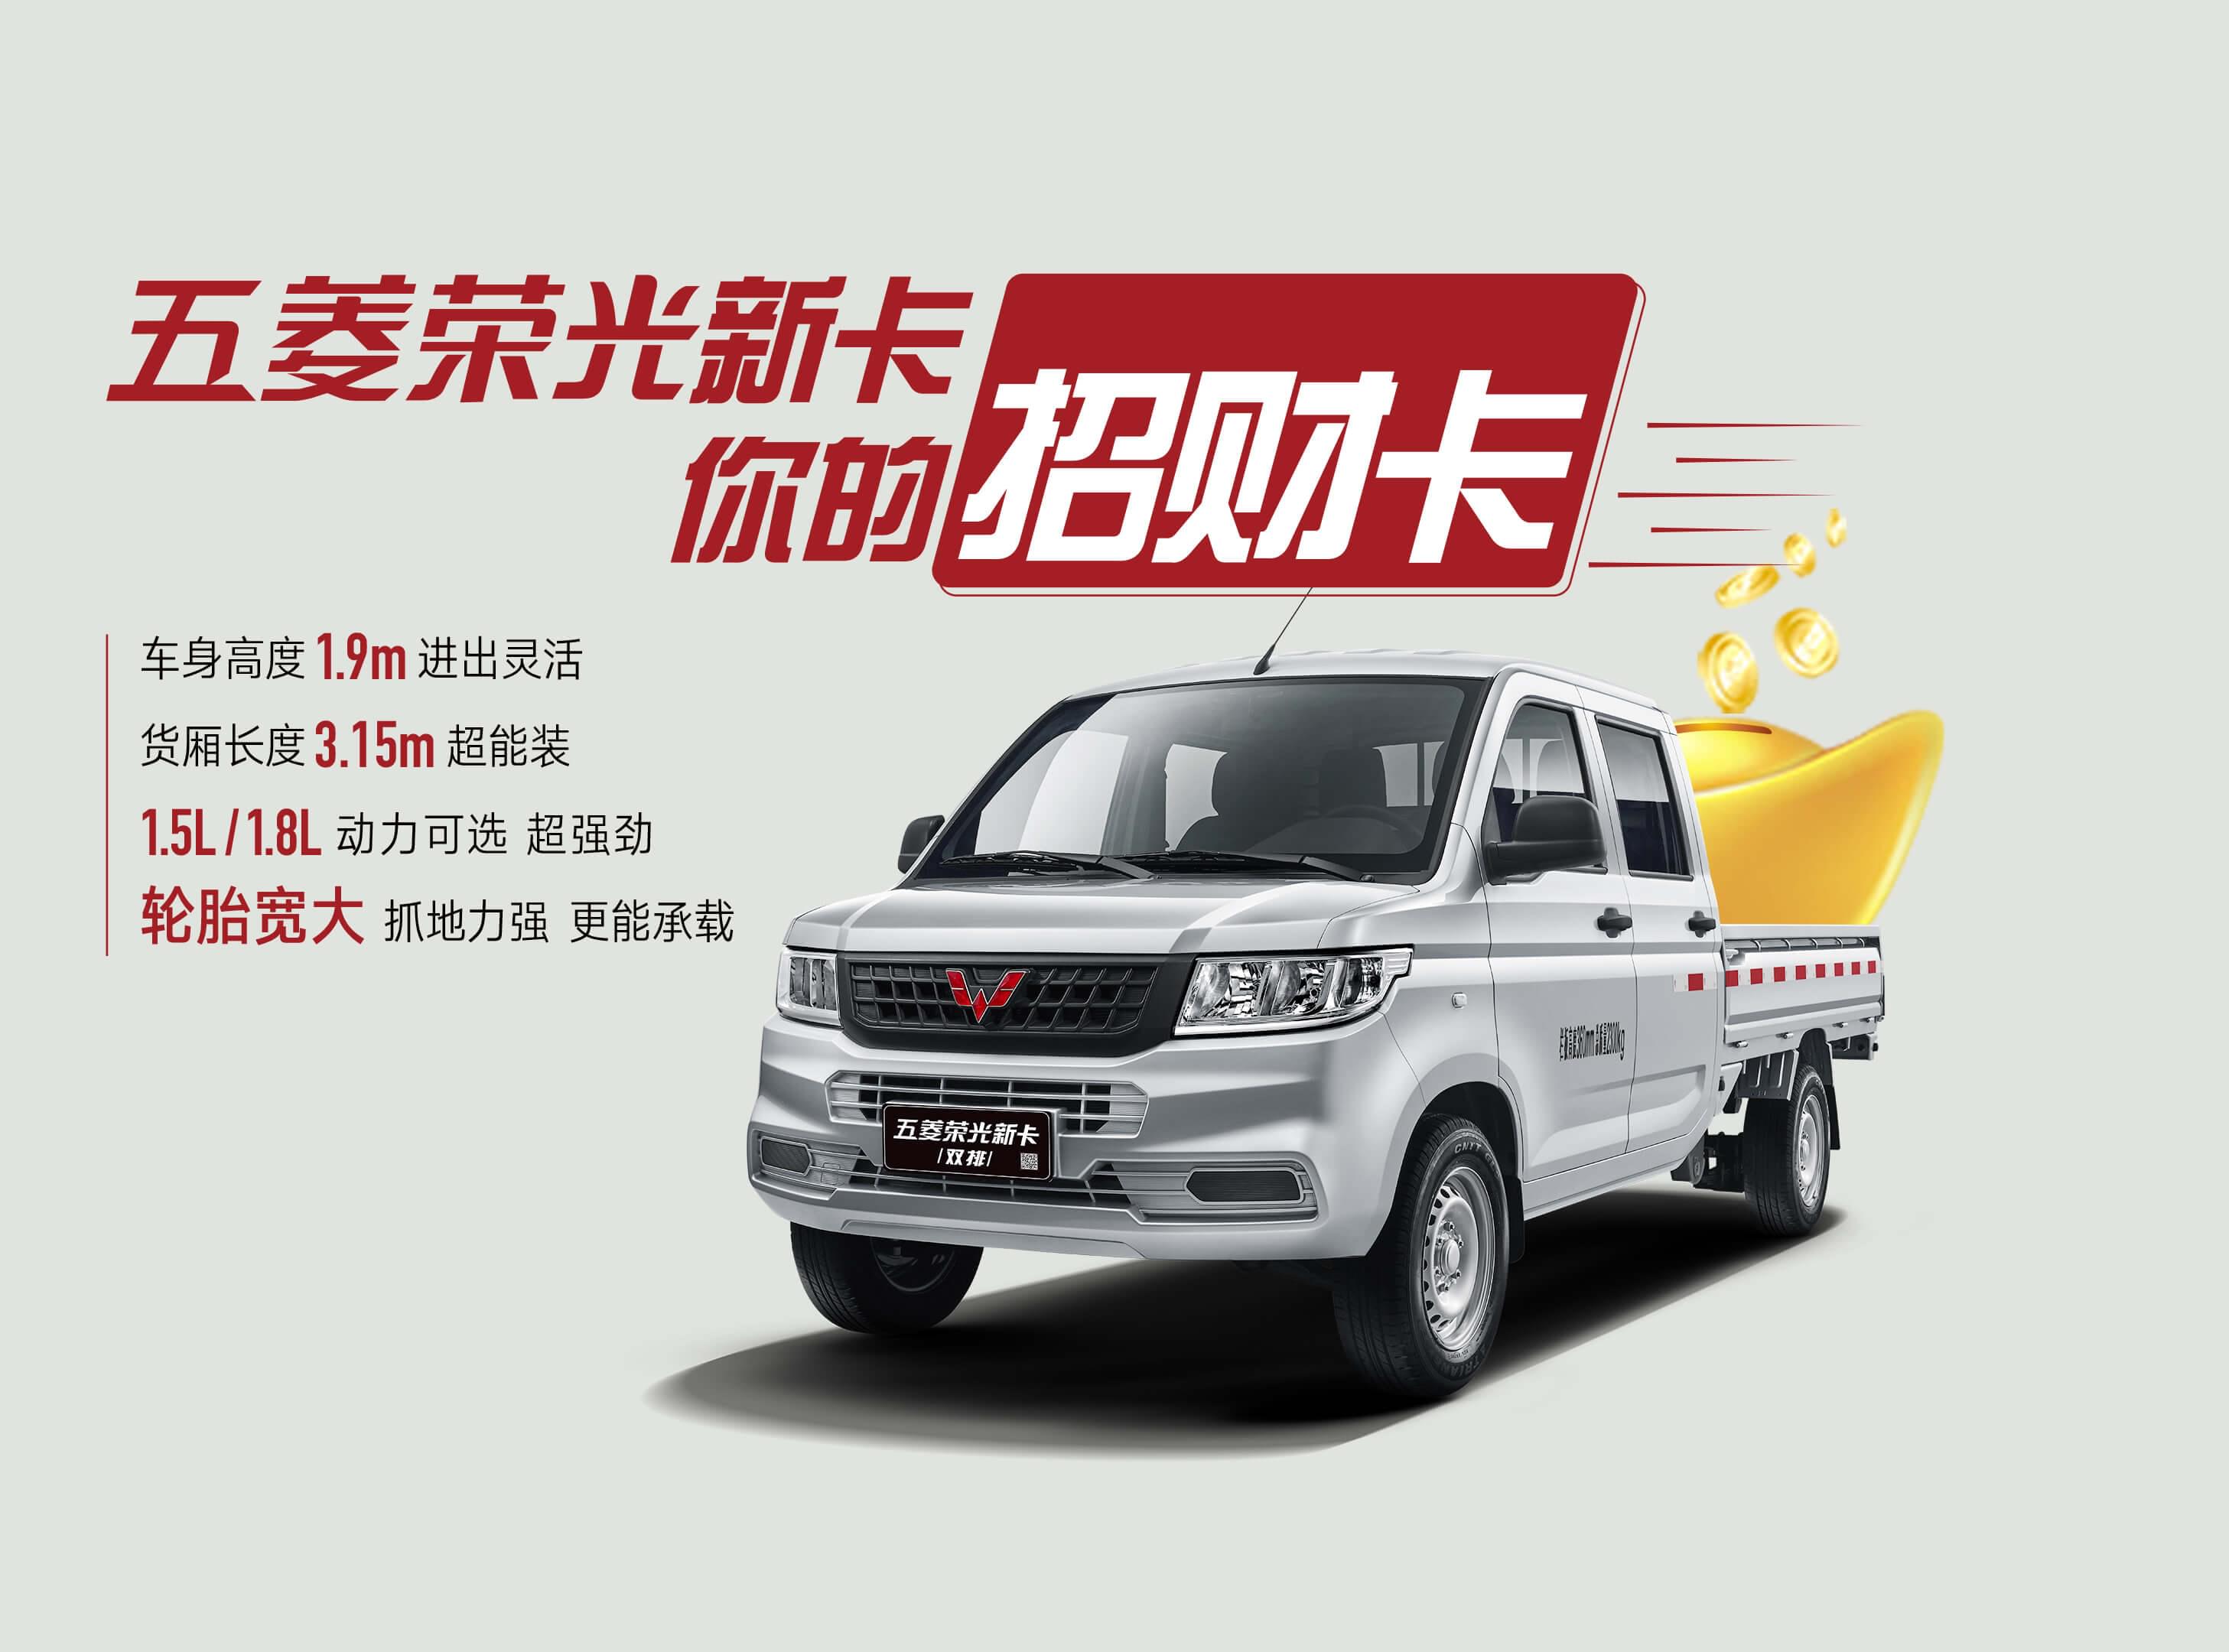 五菱荣光新卡
你的招财卡
车身高度 1.9m 进出灵活
货厢长度 3.15m 超能装
1.5L / 1.8L 动力可选 超强劲
轮胎宽大 抓地力强 更能承载
五菱荣光新卡
/双排/